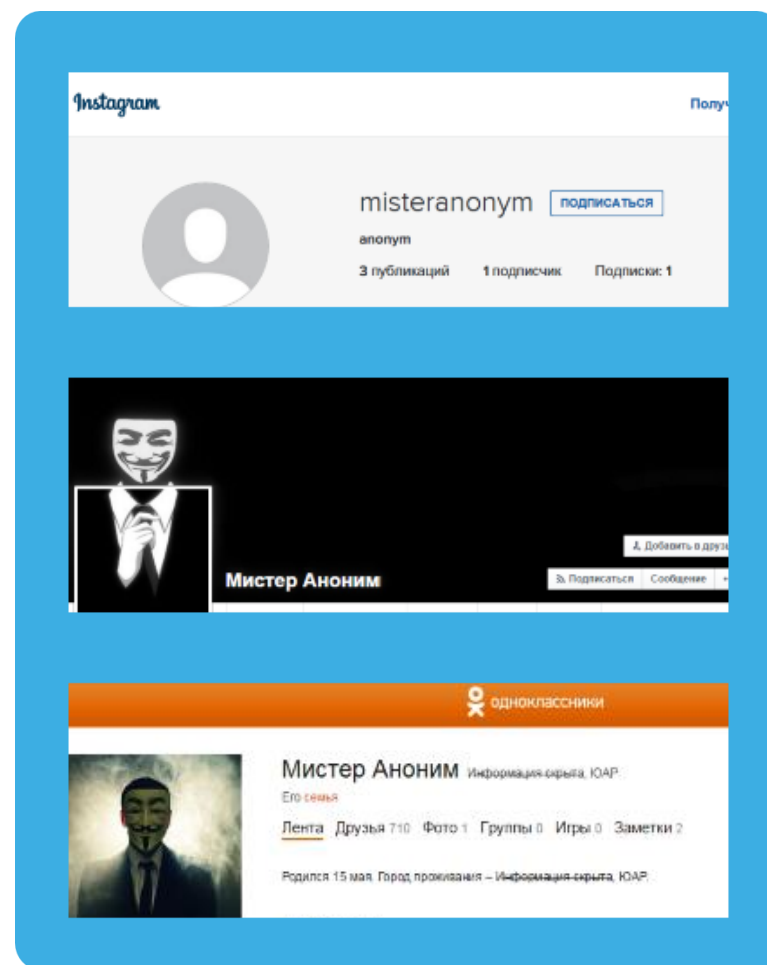 Instagram
Получ
misteranonym ПОДПИСАТЬСЯ
anonym
3 публикаций 1 подписчик Подписки: 1
Добавить в друзь
Мистер Аноним
Подписаться Сообщение
одноклассники
Мистер Аноним Информация скрыта, ЮАР
Его семья
Лента Друзья 710 Фото 1 Группы 0 Игры 0 Заметки 2
Родился 15 мая. Город проживания – Информация скрыта, ЮАР.